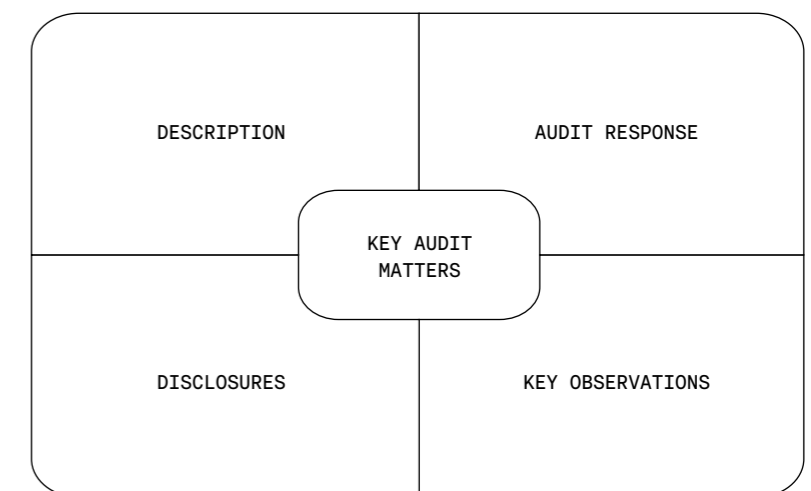 DESCRIPTION
AUDIT RESPONSE
KEY AUDIT
MATTERS
DISCLOSURES
KEY OBSERVATIONS